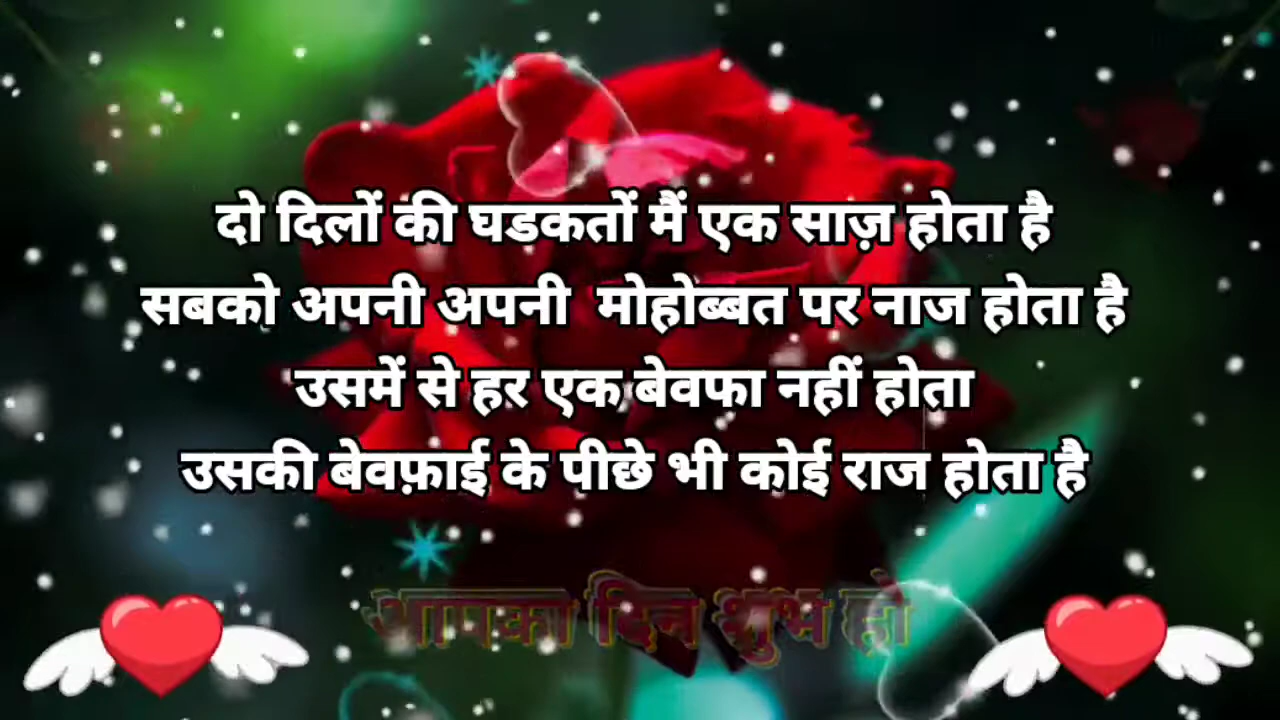 दो दिलों की घडकतों मैं एक साज़ होता है
सबको अपनी अपनी मोहोब्बत पर नाज होता है
उसमें से हर एक बेवफा नहीं होता
उसकी बेवफ़ाई के पीछे भी कोई राज होता है
आपका दिन शुभ हो